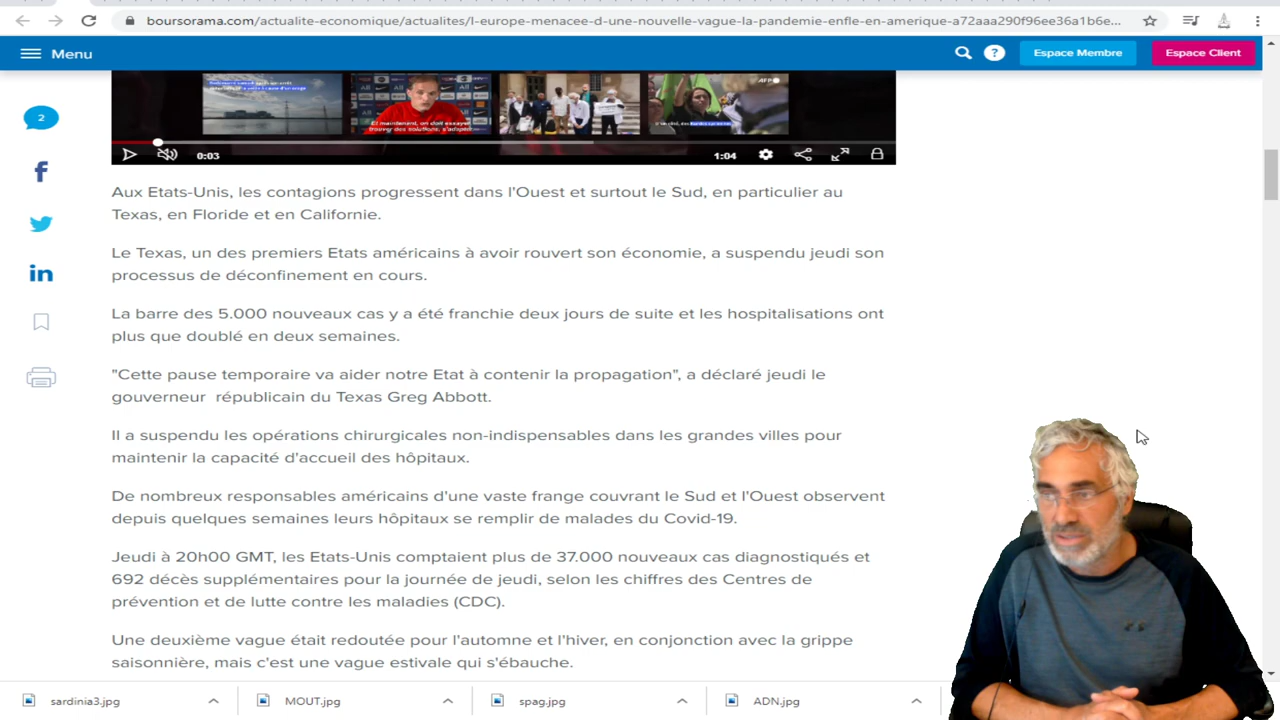 boursorama.com/actualite-economique/actualites/l-europe-menacee-d-une-nouvelle-vague-la-pandemie-enfle-en-amerique-a72aaa290f96ee36a1b6e...
Menu
?
Espace Membre
Espace Client
Et maintenant, on doit essayer
trouver des solutions, s'adapter
AFP
0:03
1:04
2
Aux Etats-Unis, les contagions progressent dans l'Ouest et surtout le Sud, en particulier au
Texas, en Floride et en Californie.
Le Texas, un des premiers Etats américains à avoir rouvert son économie, a suspendu jeudi son
processus de déconfinement en cours.
La barre des 5.000 nouveaux cas y a été franchie deux jours de suite et les hospitalisations ont
plus que doublé en deux semaines.
"Cette pause temporaire va aider notre Etat à contenir la propagation", a déclaré jeudi le
gouverneur républicain du Texas Greg Abbott.
Il a suspendu les opérations chirurgicales non-indispensables dans les grandes villes pour
maintenir la capacité d'accueil des hôpitaux.
De nombreux responsables américains d'une vaste frange couvrant le Sud et l'Ouest observent
depuis quelques semaines leurs hôpitaux se remplir de malades du Covid-19.
Jeudi à 20h00 GMT, les Etats-Unis comptaient plus de 37.000 nouveaux cas diagnostiqués et
692 décès supplémentaires pour la journée de jeudi, selon les chiffres des Centres de
prévention et de lutte contre les maladies (CDC).
Une deuxième vague était redoutée pour l'automne et l'hiver, en conjonction avec la grippe
saisonnière, mais c'est une vague estivale qui s'ébauche.
sardinia3.jpg
MOUT.jpg
spag.jpg
ADN.jpg